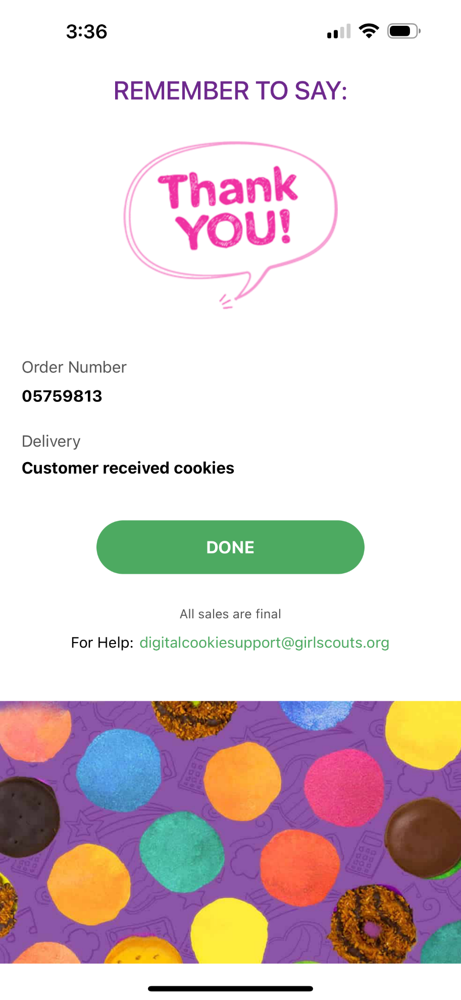 3:36
REMEMBER TO SAY:
Thank
YOU!
Order Number
05759813
Delivery
Customer received cookies
DONE
All sales are final
For Help: digitalcookiesupport@girlscouts.org